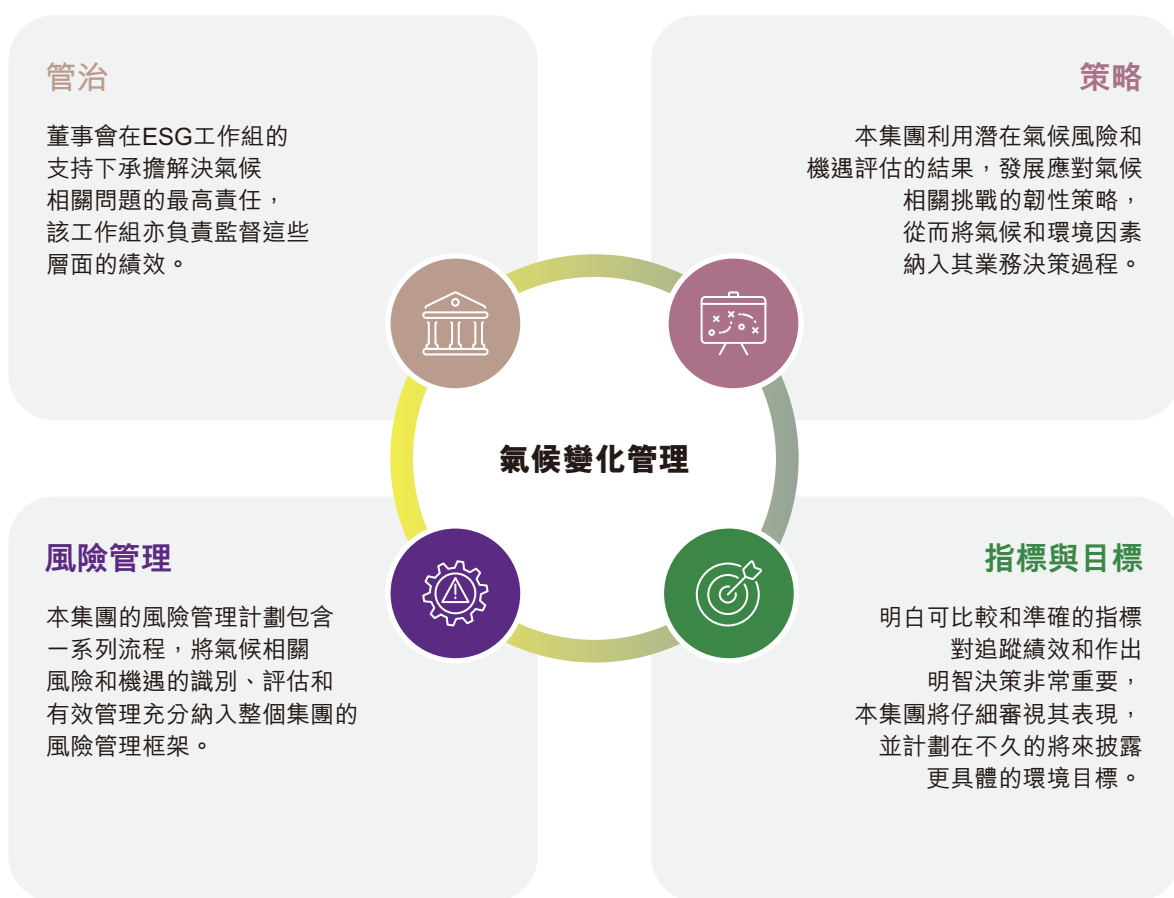 管治
董事會在ESG工作組的
支持下承擔解決氣候
相關問題的最高責任，
該工作組亦負責監督這些
層面的績效。
策略
本集團利用潛在氣候風險和
機遇評估的結果，發展應對氣候
相關挑戰的韌性策略，
從而將氣候和環境因素
納入其業務決策過程。
氣候變化管理
風險管理
本集團的風險管理計劃包含
一系列流程，將氣候相關
風險和機遇的識別、評估和
有效管理充分納入整個集團的
風險管理框架。
指標與目標
明白可比較和準確的指標
對追蹤績效和作出
明智決策非常重要，
本集團將仔細審視其表現，
並計劃在不久的將來披露
更具體的環境目標。